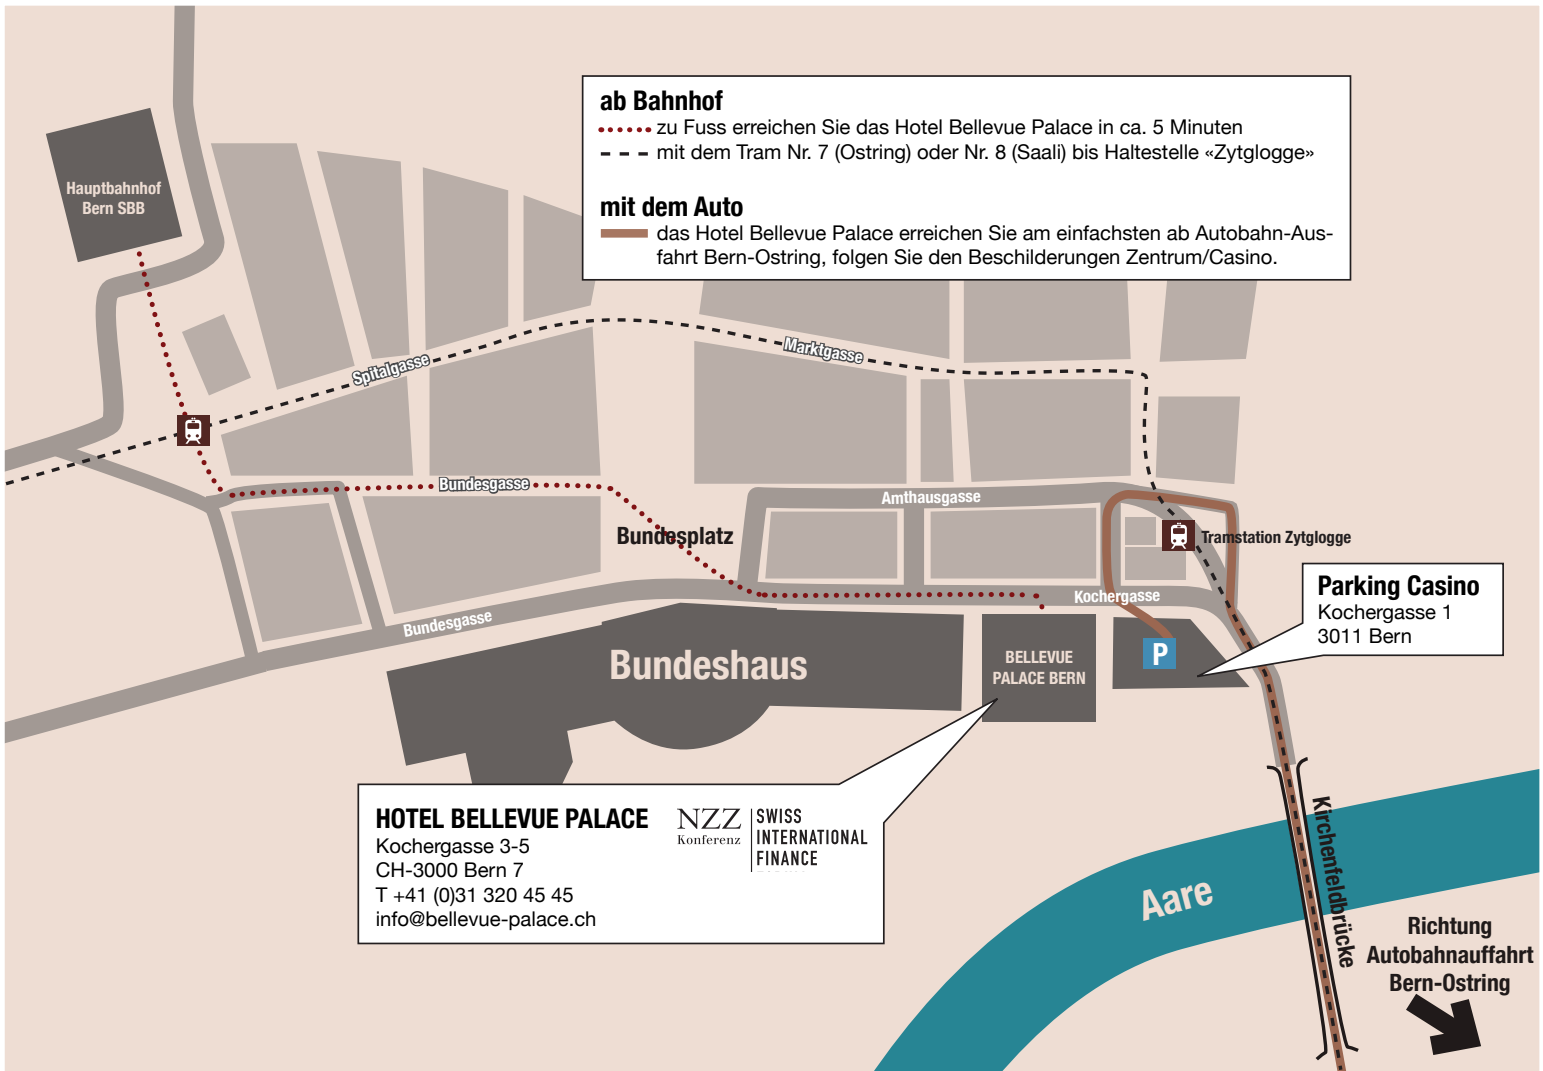 ab Bahnhof
zu Fuss erreichen Sie das Hotel Bellevue Palace in ca. 5 Minuten
mit dem Tram Nr. 7 (Ostring) oder Nr. 8 (Saali) bis Haltestelle «Zytglogge»
mit dem Auto
das Hotel Bellevue Palace erreichen Sie am einfachsten ab Autobahn-Aus-
fahrt Bern-Ostring, folgen Sie den Beschilderungen Zentrum/Casino.
Hauptbahnhof
Bern SBB
Spitalgasse
Marktgasse
Bundesgasse
Amthausgasse
Bundesplatz
Tramstation Zytglogge
Kochergasse
Parking Casino
Kochergasse 1
3011 Bern
Bundesgasse
Bundeshaus
BELLEVUE
PALACE BERN
P
HOTEL BELLEVUE PALACE
Kochergasse 3-5
CH-3000 Bern 7
T +41 (0)31 320 45 45
info@bellevue-palace.ch
NZZ
Konferenz
SWISS
INTERNATIONAL
FINANCE
Kirchenfeldbrücke
Aare
Richtung
Autobahnauffahrt
Bern-Ostring